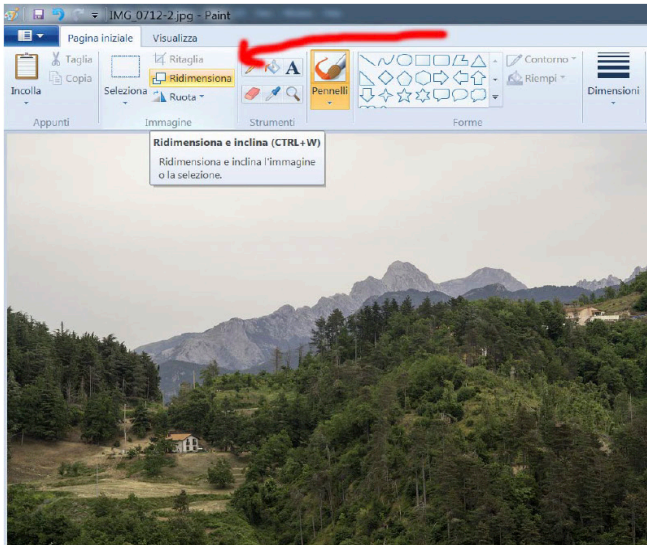 IMG_0712-2.jpg - Paint
Pagina iniziale Visualizza
Incolla
Taglia
Copia
Appunti
Seleziona
Ritaglia
Ridimensiona
Ruota
Immagine
A
Strumenti
Pennelli
Forme
Contorno
Riempi
Dimensioni
Ridimensiona e inclina (CTRL+W)
Ridimensiona e inclina l'immagine
o la selezione.